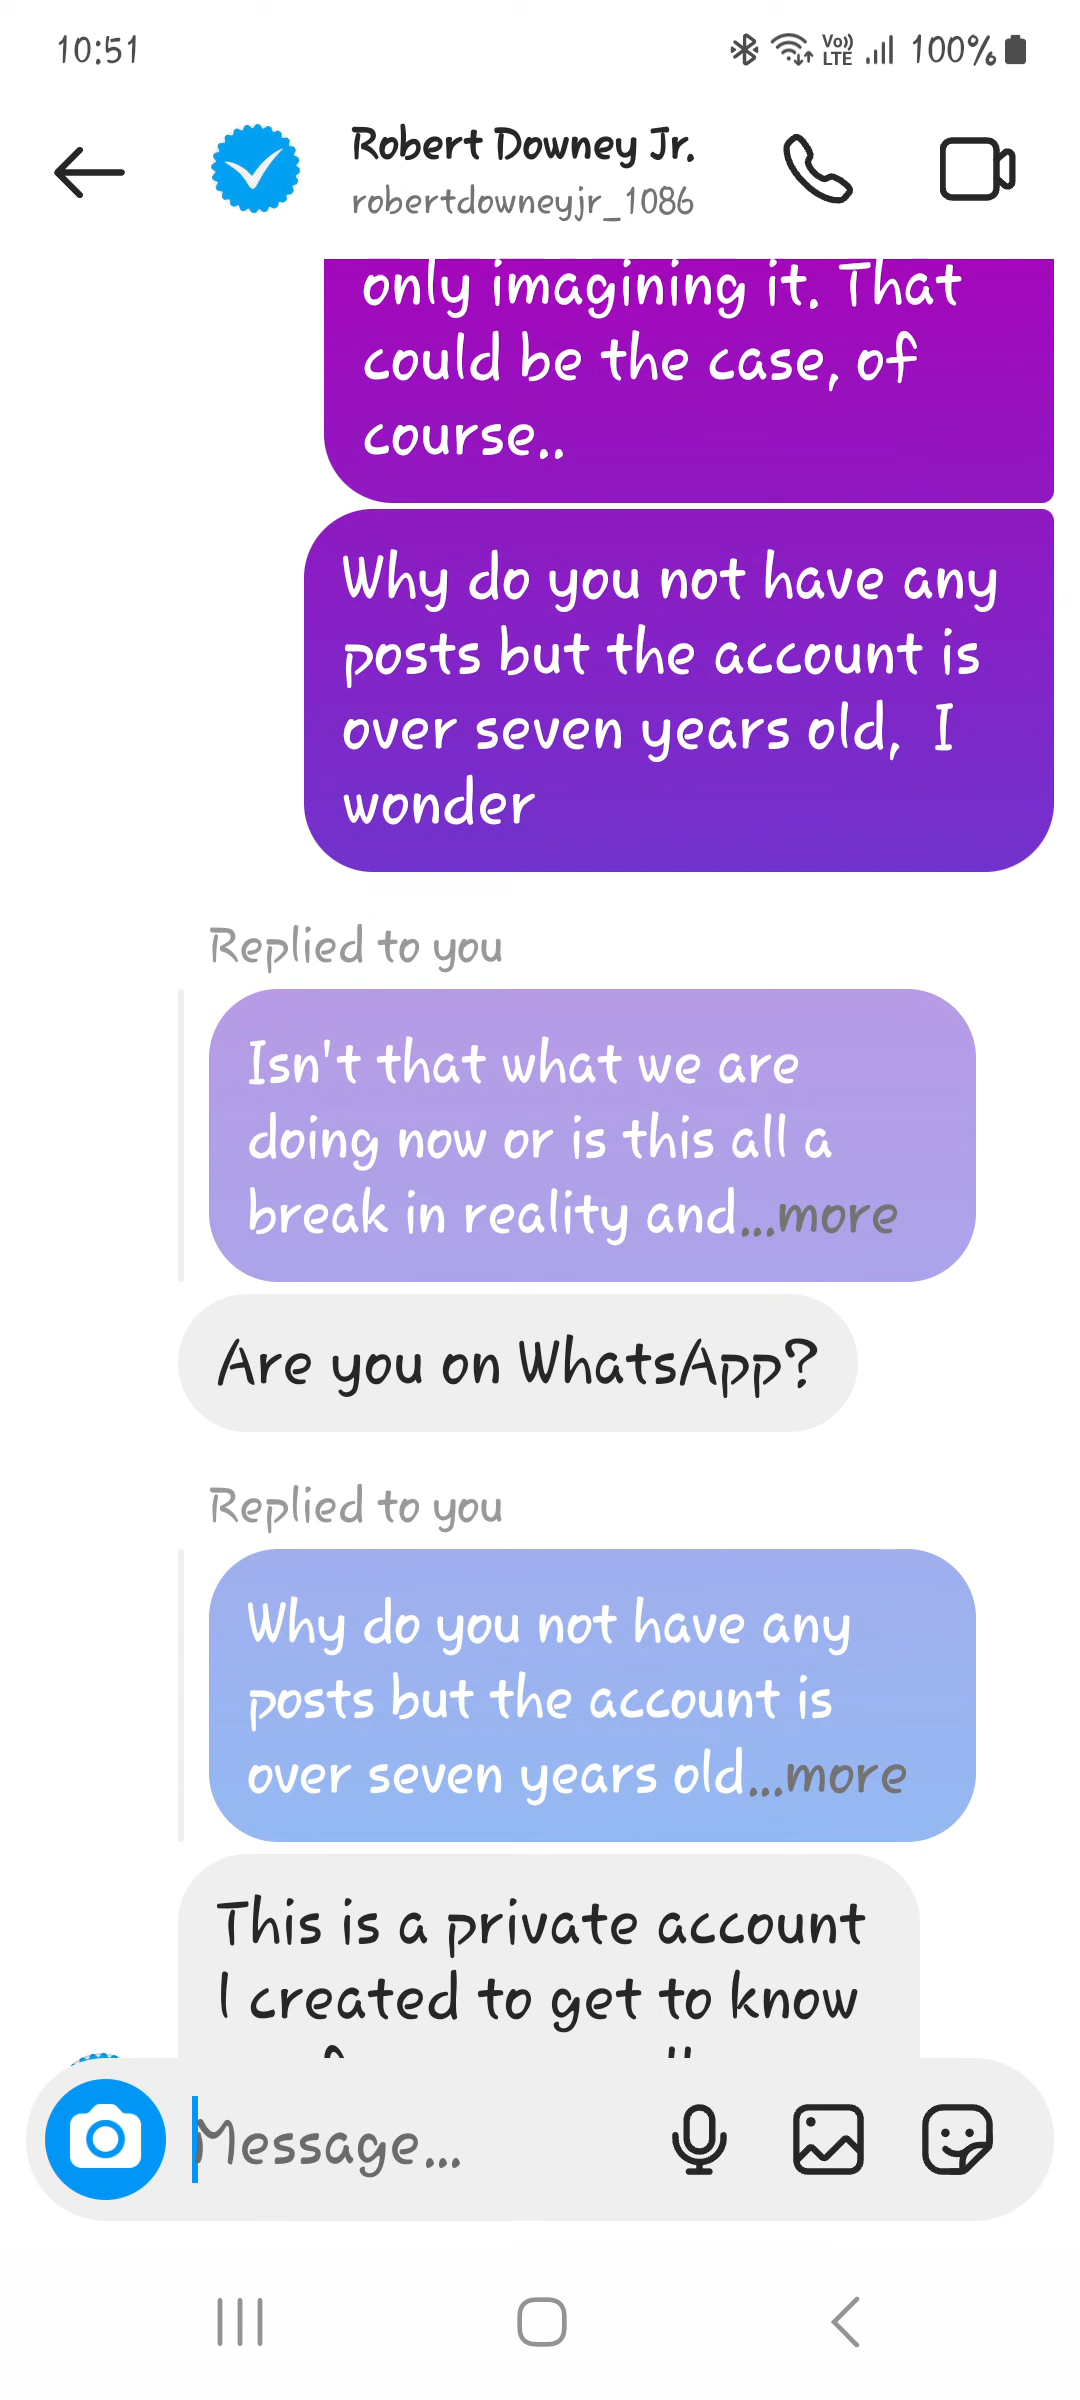 10:51
Vo)) LTE 100%
Robert Downey Jr.
robertdowneyjr_1086
only imagining it. That
could be the case, of
course..
Why do you not have any
posts but the account is
over seven years old,  I
wonder
Replied to you
Isn't that what we are
doing now or is this all a
break in reality and...more
Are you on WhatsApp?
Replied to you
Why do you not have any
posts but the account is
over seven years old...more
This is a private account
I created to get to know
Message...